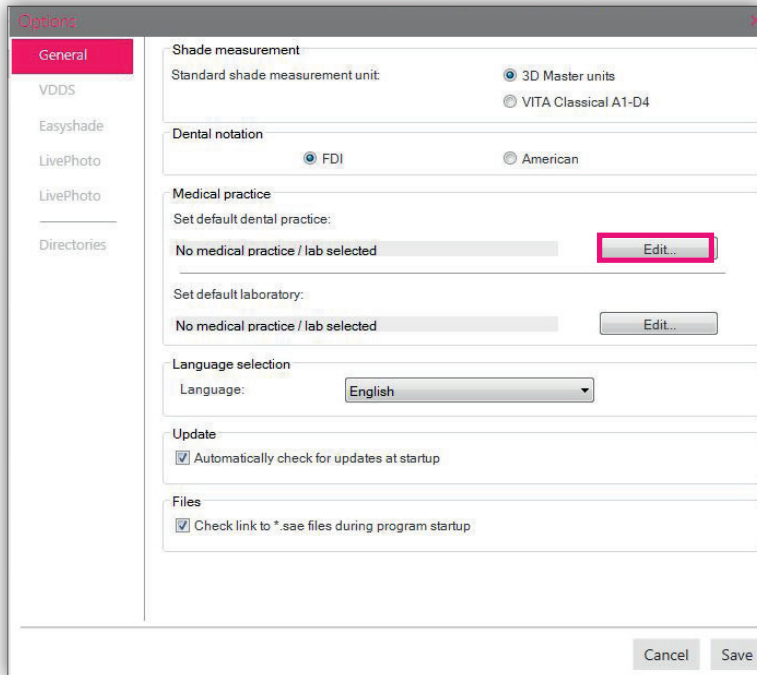 Options
General
VDDS
Easyshade
LivePhoto
LivePhoto
Directories
Shade measurement
Standard shade measurement unit:
3D Master units
VITA Classical A1-D4
Dental notation
FDI
American
Medical practice
Set default dental practice:
No medical practice / lab selected
Edit...
Set default laboratory:
No medical practice / lab selected
Edit...
Language selection
Language:
English
Update
Automatically check for updates at startup
Files
Check link to *.sae files during program startup
Cancel
Save